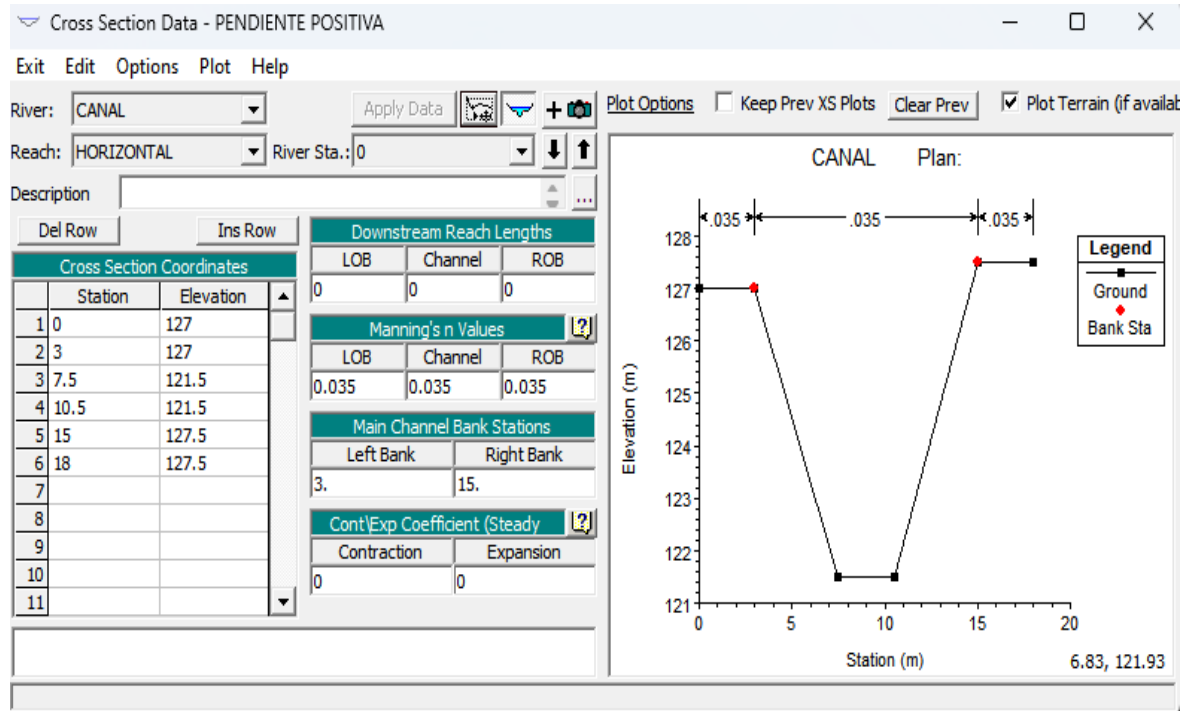 Cross Section Data - PENDIENTE POSITIVA
Exit Edit Options Plot Help
River: CANAL Apply Data
Reach: HORIZONTAL River Sta.: 0
Description ...
Del Row Ins Row
Cross Section Coordinates
Station Elevation
1 0 127
2 3 127
3 7.5 121.5
4 10.5 121.5
5 15 127.5
6 18 127.5
7
8
9
10
11
Downstream Reach Lengths
LOB Channel ROB
0 0 0
Manning's n Values ?
LOB Channel ROB
0.035 0.035 0.035
Main Channel Bank Stations
Left Bank Right Bank
3. 15.
Cont\Exp Coefficient (Steady ?
Contraction Expansion
0 0
Plot Options Keep Prev XS Plots Clear Prev Plot Terrain (if availab
CANAL Plan:
.035 .035 .035
128
127
126
125
124
123
122
121
Elevation (m)
0 5 10 15 20
Station (m)
Legend
Ground
Bank Sta
6.83, 121.93